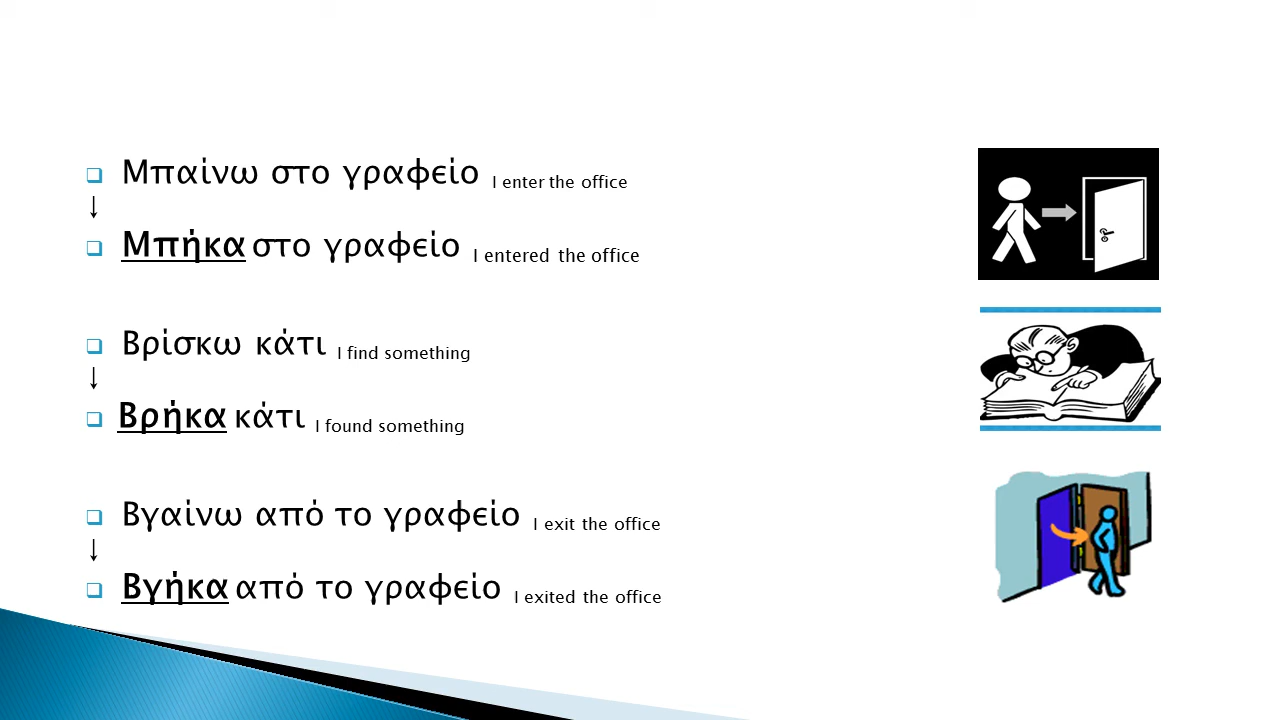 Μπαίνω στο γραφείο I enter the office
↓
Μπήκα στο γραφείο I entered the office
Βρίσκω κάτι I find something
↓
Βρήκα κάτι I found something
Βγαίνω από το γραφείο I exit the office
↓
Βγήκα από το γραφείο I exited the office